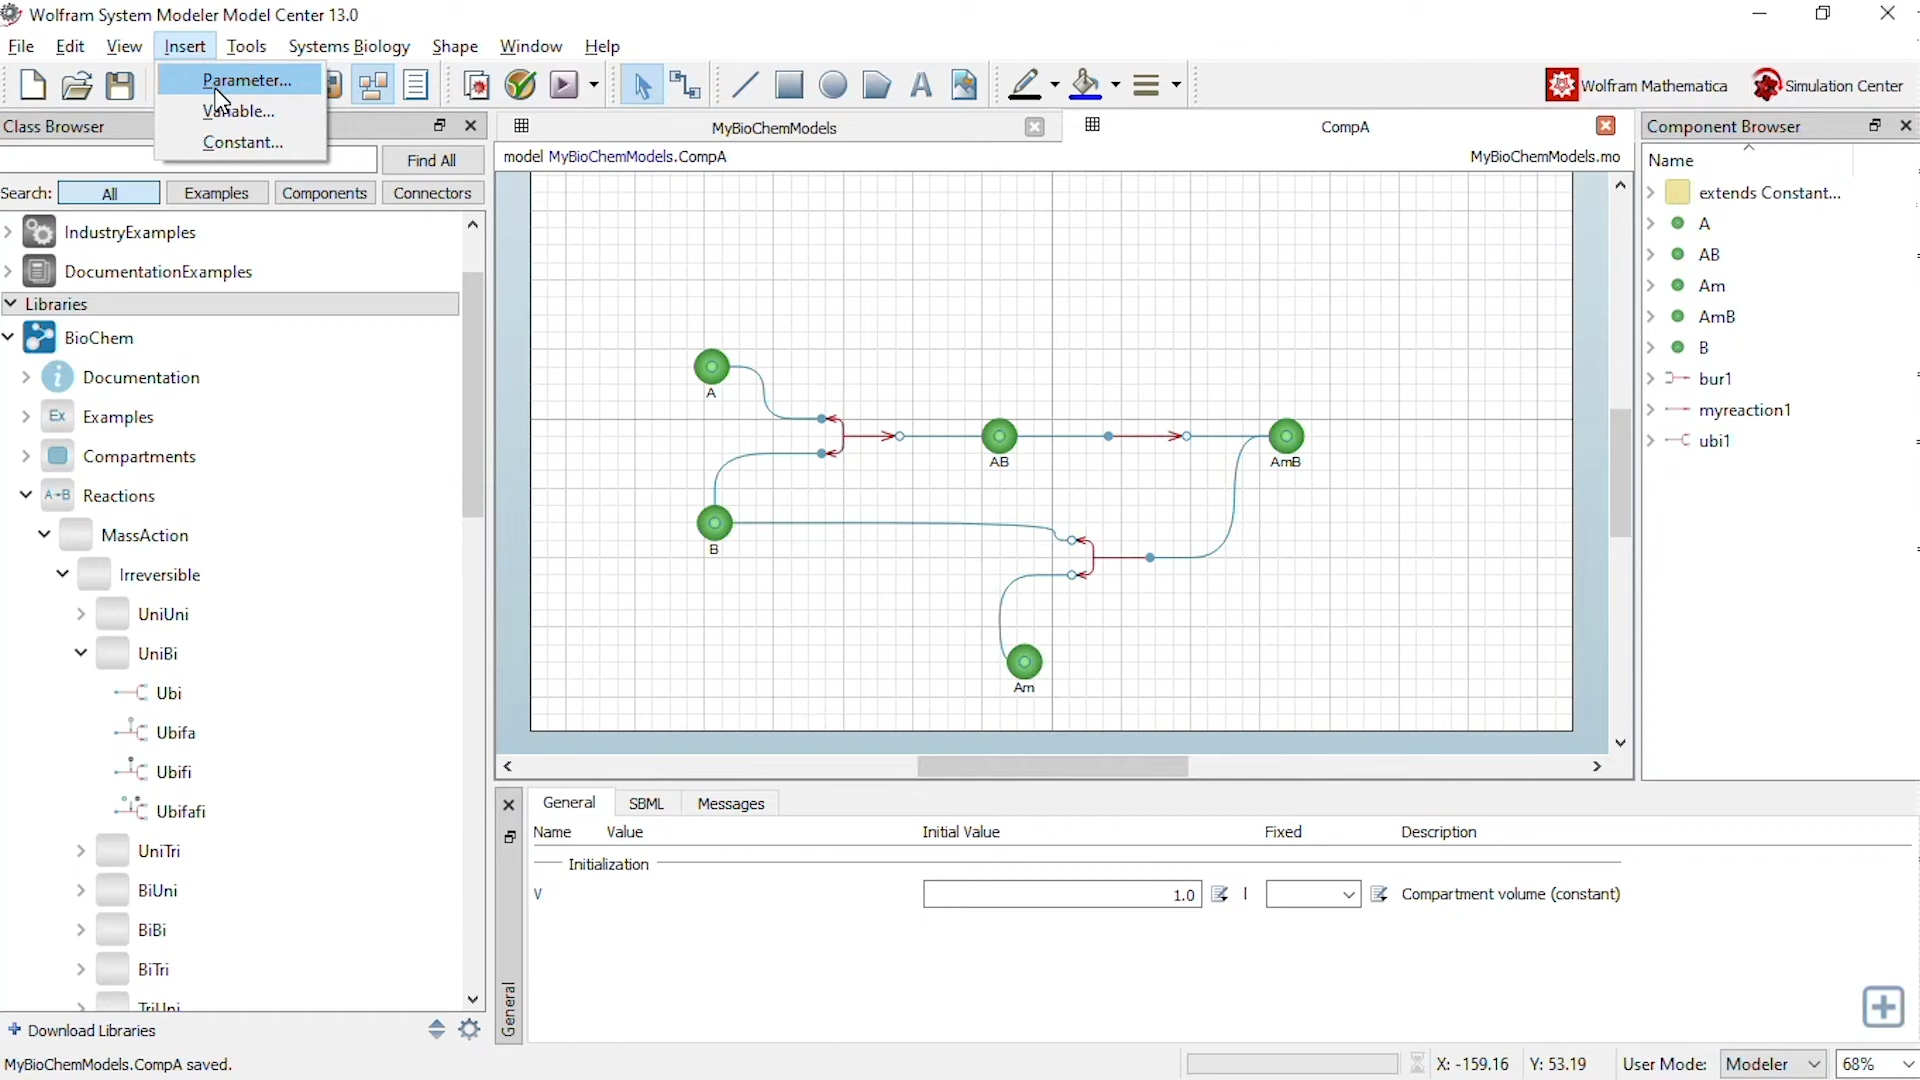 Wolfram System Modeler Model Center 13.0
File Edit View Insert Tools Systems Biology Shape Window Help
Parameter...
Variable...
Constant...
Wolfram Mathematica
Simulation Center
Class Browser
Find All
Search: All Examples Components Connectors
IndustryExamples
DocumentationExamples
Libraries
BioChem
Documentation
Ex Examples
Compartments
A→B Reactions
MassAction
Irreversible
UniUni
UniBi
Ubi
Ubifa
Ubifi
Ubifafi
UniTri
BiUni
BiBi
BiTri
TriUni
Download Libraries
MyBioChemModels.CompA saved.
MyBioChemModels
CompA
model MyBioChemModels.CompA
MyBioChemModels.mo
A
AB
AmB
B
Am
Component Browser
Name
extends Constant...
A
AB
Am
AmB
B
bur1
myreaction1
ubi1
General SBML Messages
Name Value Initial Value Fixed Description
Initialization
V 1.0 l Compartment volume (constant)
General
X: -159.16 Y: 53.19 User Mode: Modeler 68%